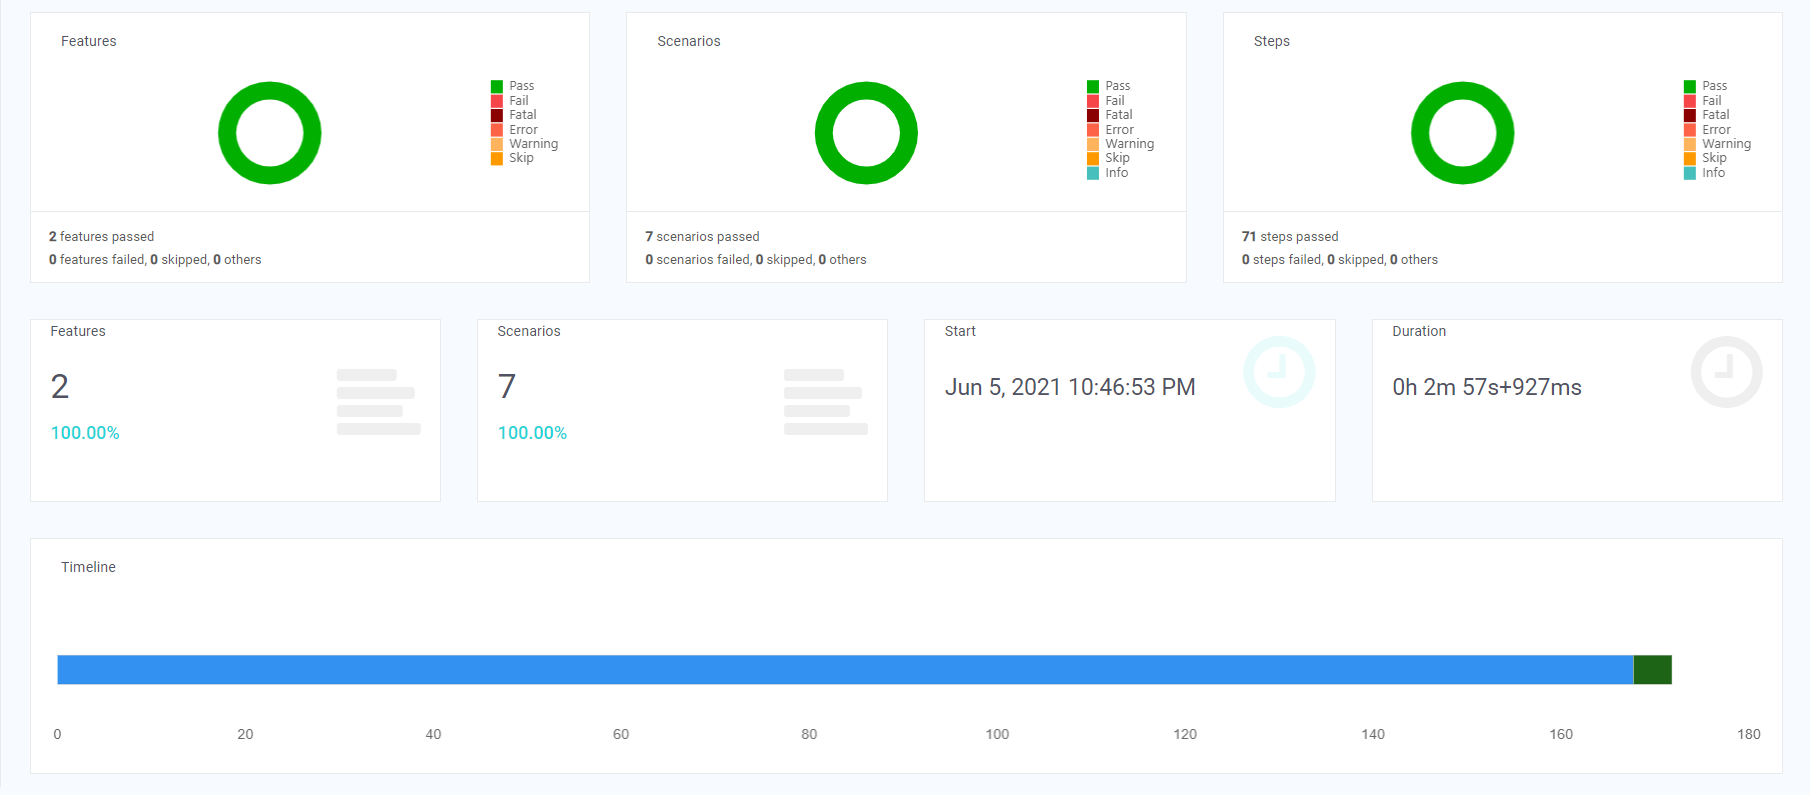 Features
Pass
Fail
Fatal
Error
Warning
Skip
2 features passed
0 features failed, 0 skipped, 0 others
Scenarios
Pass
Fail
Fatal
Error
Warning
Skip
Info
7 scenarios passed
0 scenarios failed, 0 skipped, 0 others
Steps
Pass
Fail
Fatal
Error
Warning
Skip
Info
71 steps passed
0 steps failed, 0 skipped, 0 others
Features
2
100.00%
Scenarios
7
100.00%
Start
Jun 5, 2021 10:46:53 PM
Duration
0h 2m 57s+927ms
Timeline
0 20 40 60 80 100 120 140 160 180